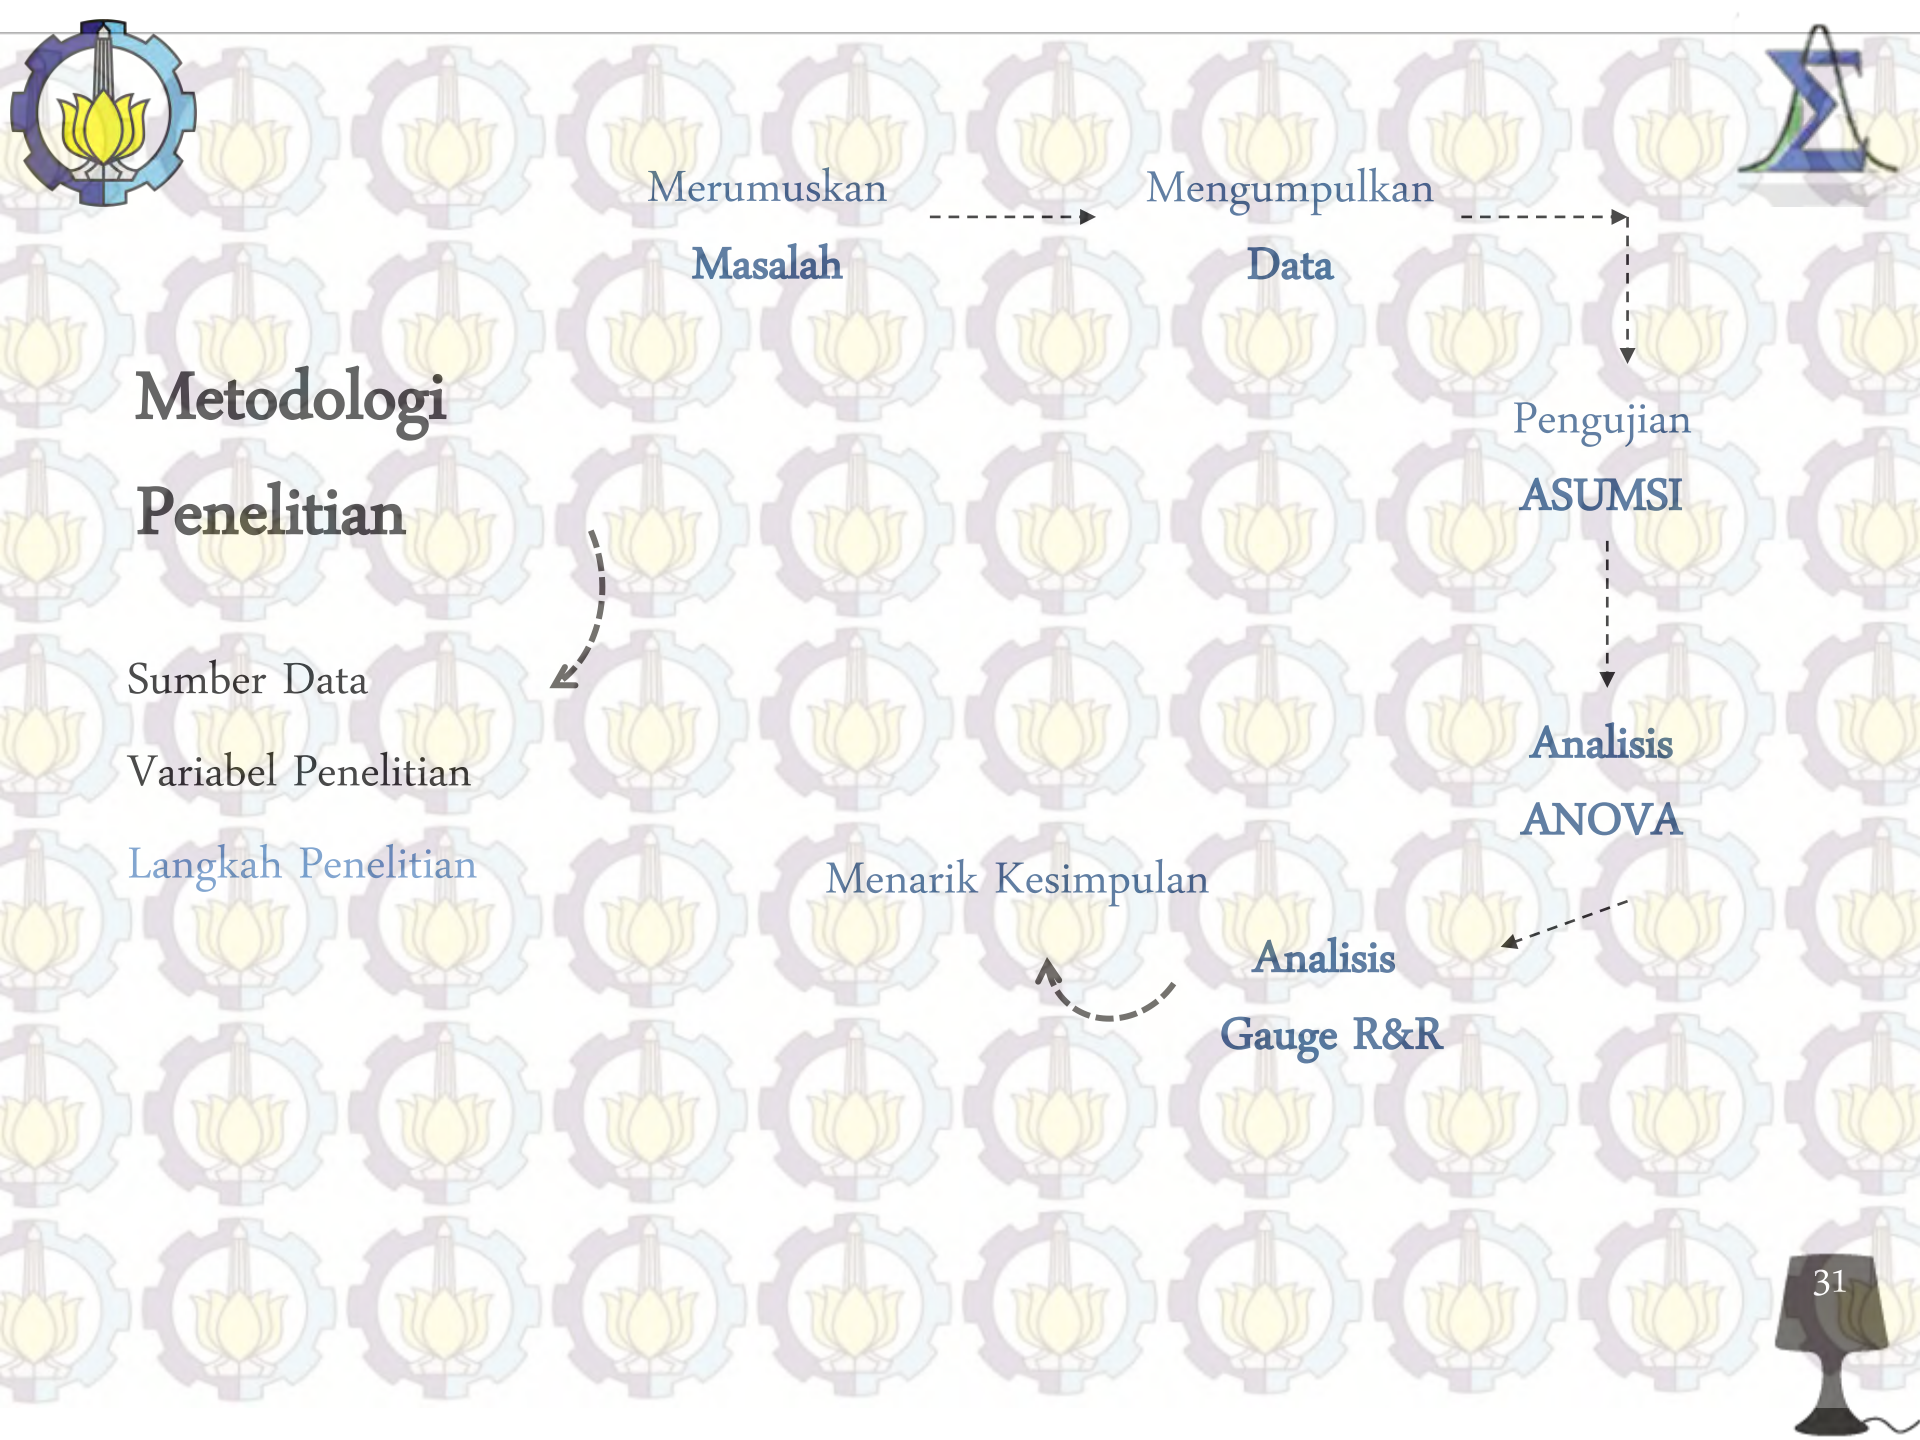 Metodologi
Penelitian
Sumber Data
Variabel Penelitian
Langkah Penelitian
Merumuskan
Masalah
Mengumpulkan
Data
Pengujian
ASUMSI
Analisis
ANOVA
Analisis
Gauge R&R
Menarik Kesimpulan
31